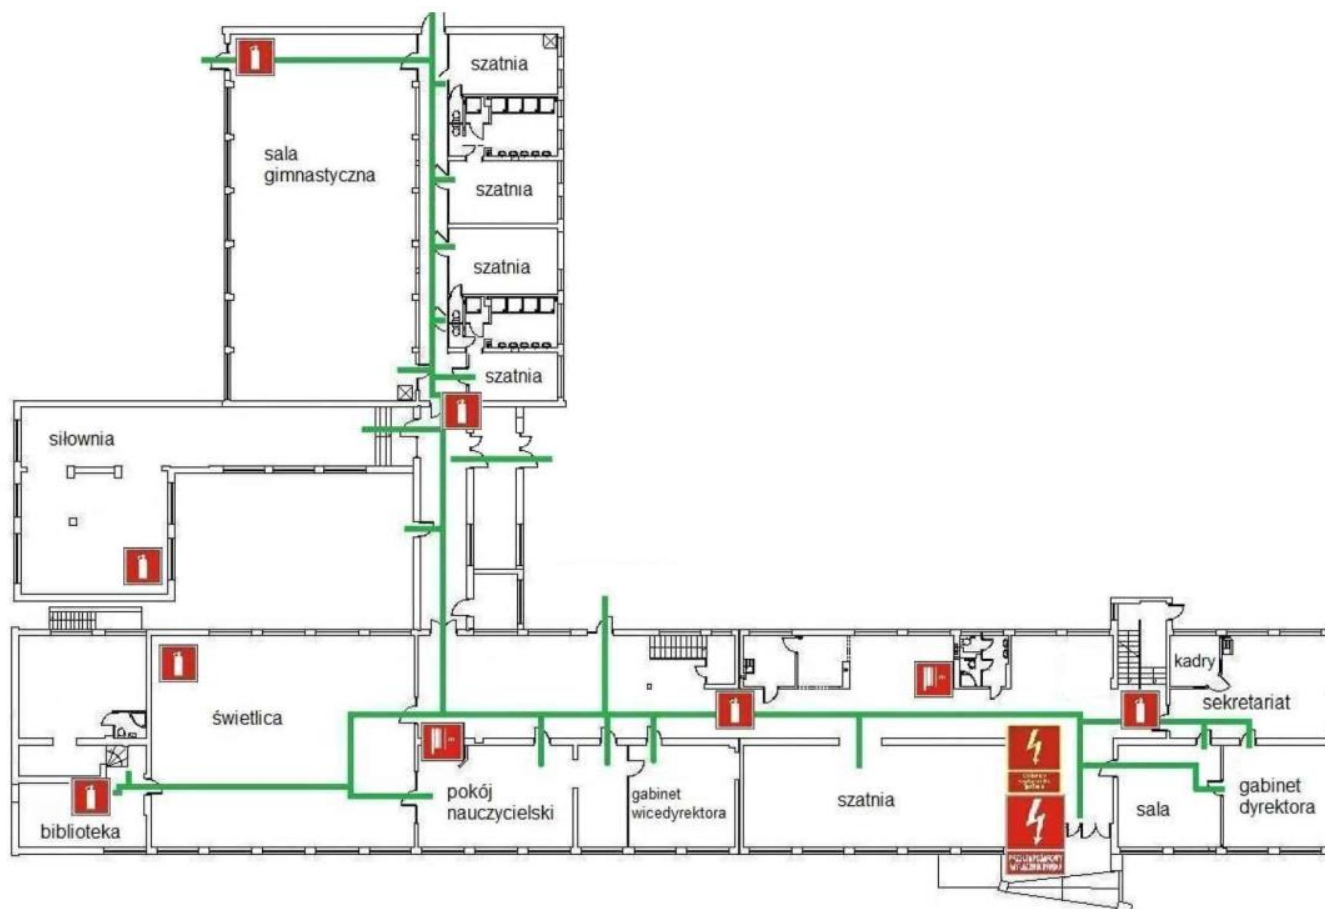 szatnia
sala
gimnastyczna
szatnia
szatnia
szatnia
siłownia
kadry
sekretariat
świetlica
pokój
nauczycielski
gabinet
wicedyrektora
szatnia
sala
gabinet
dyrektora
biblioteka